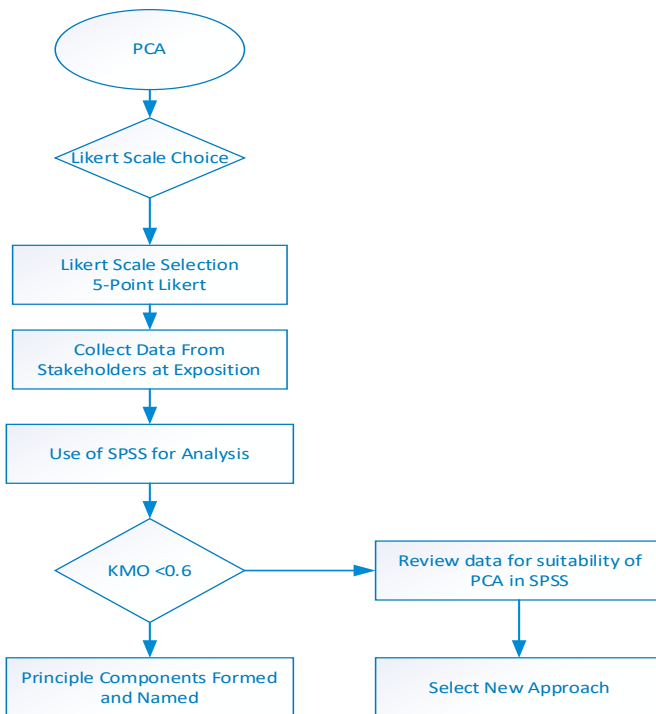 PCA
Likert Scale Choice
Likert Scale Selection
5-Point Likert
Collect Data From
Stakeholders at Exposition
Use of SPSS for Analysis
KMO <0.6
Review data for suitability of
PCA in SPSS
Principle Components Formed
and Named
Select New Approach